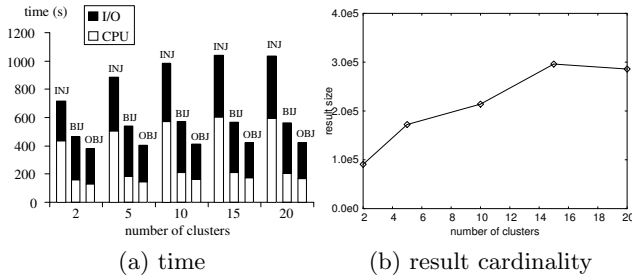 time (s)
I/O
CPU
1200
1000
800
600
400
200
0
INJ
BIJ
OBJ
INJ
BIJ
OBJ
INJ
BIJ
OBJ
INJ
BIJ
OBJ
INJ
BIJ
OBJ
2 5 10 15 20
number of clusters
(a) time
4.0e5
3.0e5
2.0e5
1.0e5
0.0e0
result size
2 4 6 8 10 12 14 16 18 20
number of clusters
(b) result cardinality